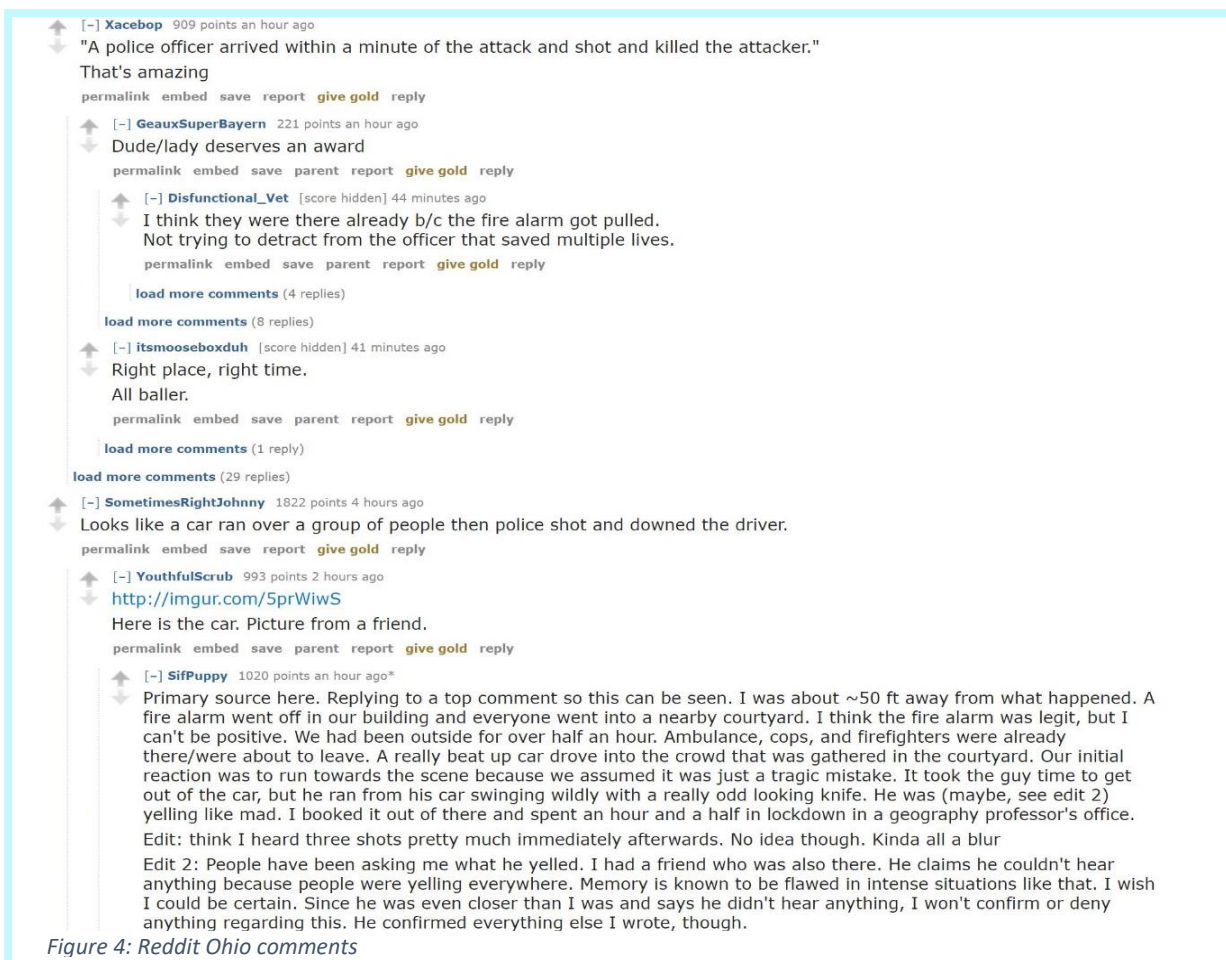 [–] Xacebop 909 points an hour ago
"A police officer arrived within a minute of the attack and shot and killed the attacker."
That's amazing
permalink embed save report give gold reply
[–] GeauxSuperBayern 221 points an hour ago
Dude/lady deserves an award
permalink embed save parent report give gold reply
[–] Disfunctional_Vet [score hidden] 44 minutes ago
I think they were there already b/c the fire alarm got pulled.
Not trying to detract from the officer that saved multiple lives.
permalink embed save parent report give gold reply
load more comments (4 replies)
load more comments (8 replies)
[–] itsmooseboxduh [score hidden] 41 minutes ago
Right place, right time.
All baller.
permalink embed save parent report give gold reply
load more comments (1 reply)
load more comments (29 replies)
[–] SometimesRightJohnny 1822 points 4 hours ago
Looks like a car ran over a group of people then police shot and downed the driver.
permalink embed save report give gold reply
[–] YouthfulScrub 993 points 2 hours ago
http://imgur.com/5prWiwS
Here is the car. Picture from a friend.
permalink embed save parent report give gold reply
[–] SifPuppy 1020 points an hour ago*
Primary source here. Replying to a top comment so this can be seen. I was about ~50 ft away from what happened. A
fire alarm went off in our building and everyone went into a nearby courtyard. I think the fire alarm was legit, but I
can't be positive. We had been outside for over half an hour. Ambulance, cops, and firefighters were already
there/were about to leave. A really beat up car drove into the crowd that was gathered in the courtyard. Our initial
reaction was to run towards the scene because we assumed it was just a tragic mistake. It took the guy time to get
out of the car, but he ran from his car swinging wildly with a really odd looking knife. He was (maybe, see edit 2)
yelling like mad. I booked it out of there and spent an hour and a half in lockdown in a geography professor's office.
Edit: think I heard three shots pretty much immediately afterwards. No idea though. Kinda all a blur
Edit 2: People have been asking me what he yelled. I had a friend who was also there. He claims he couldn't hear
anything because people were yelling everywhere. Memory is known to be flawed in intense situations like that. I wish
I could be certain. Since he was even closer than I was and says he didn't hear anything, I won't confirm or deny
anything regarding this. He confirmed everything else I wrote, though.
Figure 4: Reddit Ohio comments